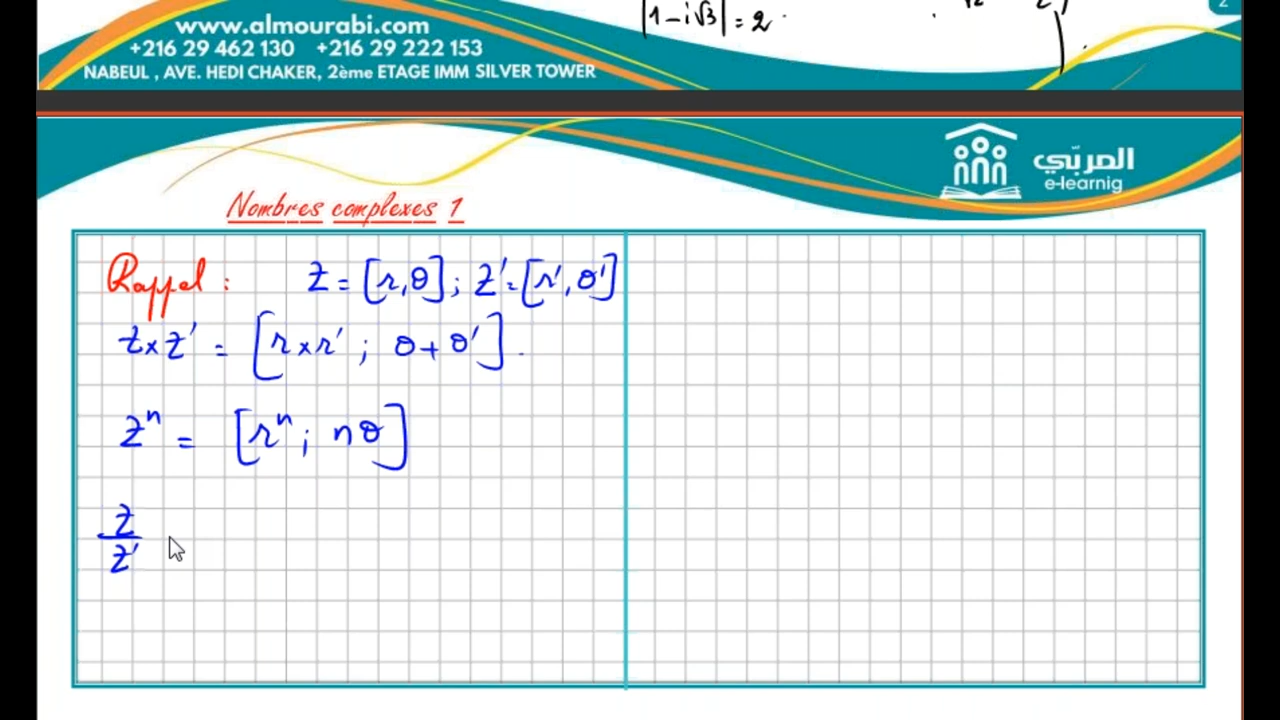 www.almourabi.com
+216 29 462 130 +216 29 222 153
NABEUL , AVE. HEDI CHAKER, 2ème ETAGE IMM SILVER TOWER
|1-i√3| = 2
2
المربّي
e-learnig
Nombres complexes 1
Rappel : Z = [r, θ] ; Z' = [r', θ']
Z × Z' = [r × r' ; θ + θ'] .
Zⁿ = [rⁿ ; nθ]
Z
Z'